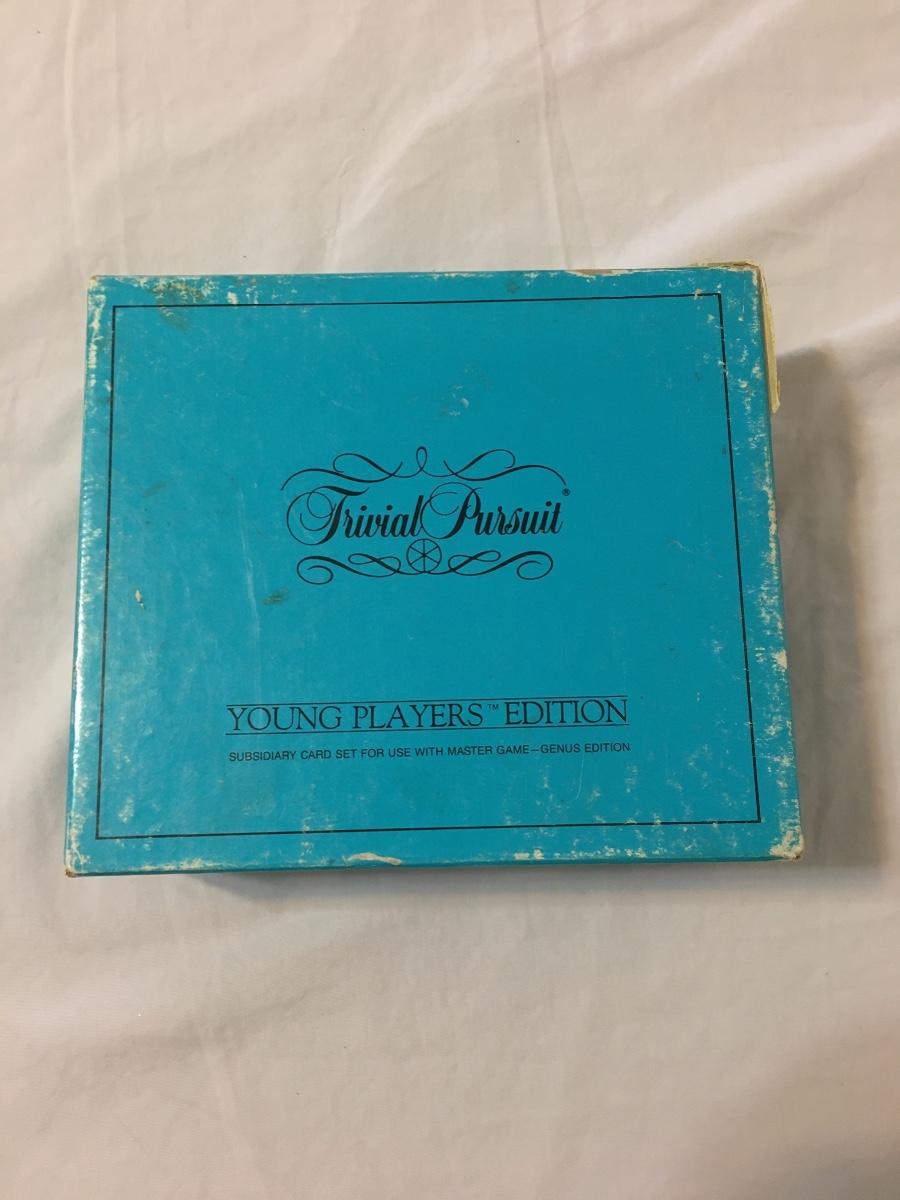 Trivial Pursuit®
YOUNG PLAYERS™ EDITION
SUBSIDIARY CARD SET FOR USE WITH MASTER GAME—GENUS EDITION